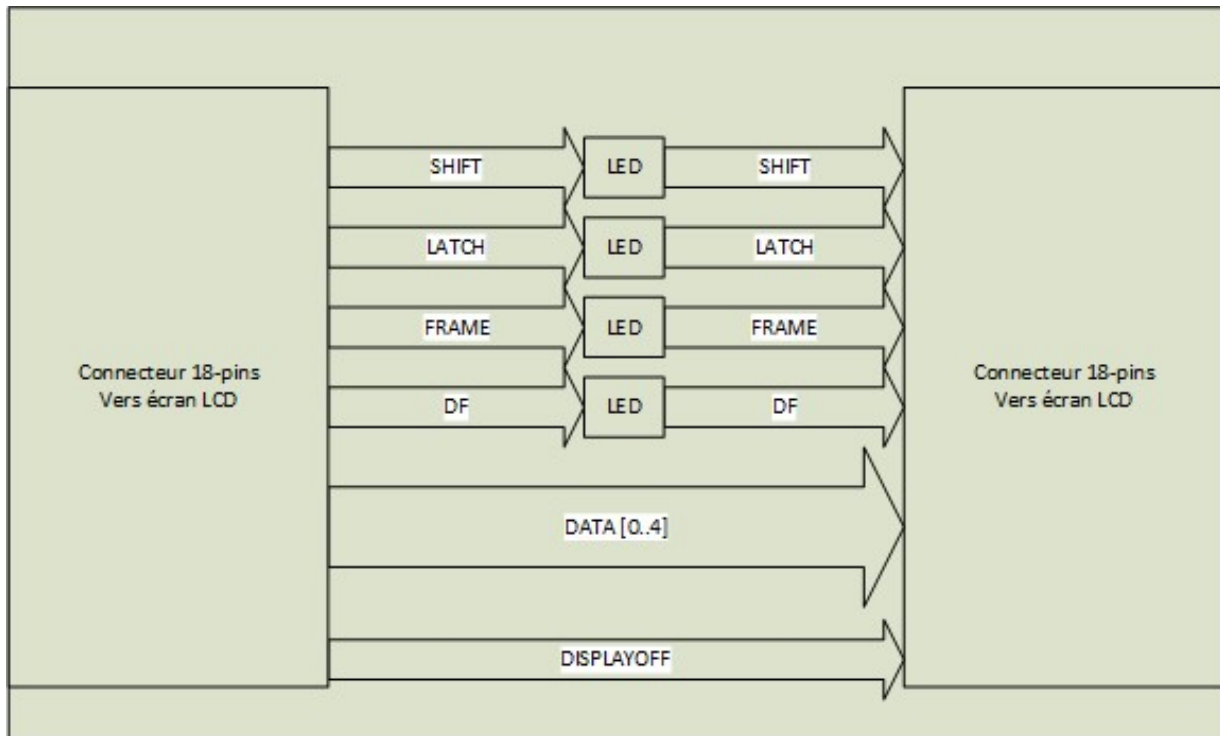 SHIFT
LED
SHIFT
LATCH
LED
LATCH
FRAME
LED
FRAME
Connecteur 18-pins
Vers écran LCD
Connecteur 18-pins
Vers écran LCD
DF
LED
DF
DATA [0..4]
DISPLAYOFF